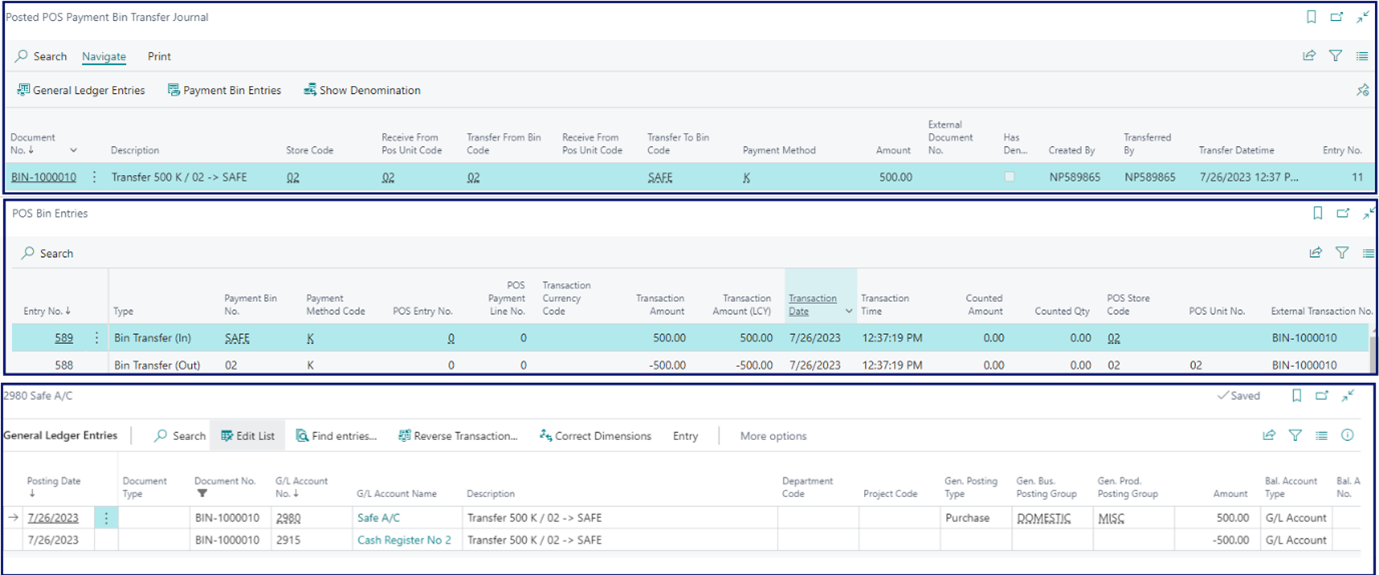 Posted POS Payment Bin Transfer Journal
Search Navigate Print
General Ledger Entries Payment Bin Entries Show Denomination
Document No. ↓ Description Store Code Receive From Pos Unit Code Transfer From Bin Code Receive From Pos Unit Code Transfer To Bin Code Payment Method Amount External Document No. Has Den... Created By Transferred By Transfer Datetime Entry No.
BIN-1000010 Transfer 500 K / 02 -> SAFE 02 02 02 SAFE K 500.00 NP589865 NP589865 7/26/2023 12:37 P... 11
POS Bin Entries
Search
Entry No. ↓ Type Payment Bin No. Payment Method Code POS Entry No. POS Payment Line No. Transaction Currency Code Transaction Amount Transaction Amount (LCY) Transaction Date Transaction Time Counted Amount Counted Qty POS Store Code POS Unit No. External Transaction No.
589 Bin Transfer (In) SAFE K 0 0 500.00 500.00 7/26/2023 12:37:19 PM 0.00 0.00 02 BIN-1000010
588 Bin Transfer (Out) 02 K 0 0 -500.00 -500.00 7/26/2023 12:37:19 PM 0.00 0.00 02 02 BIN-1000010
2980 Safe A/C Saved
General Ledger Entries Search Edit List Find entries... Reverse Transaction... Correct Dimensions Entry More options
Posting Date ↓ Document Type Document No. G/L Account No. ↓ G/L Account Name Description Department Code Project Code Gen. Posting Type Gen. Bus. Posting Group Gen. Prod. Posting Group Amount Bal. Account Type Bal. A No.
7/26/2023 BIN-1000010 2980 Safe A/C Transfer 500 K / 02 -> SAFE Purchase DOMESTIC MISC 500.00 G/L Account
7/26/2023 BIN-1000010 2915 Cash Register No 2 Transfer 500 K / 02 -> SAFE -500.00 G/L Account